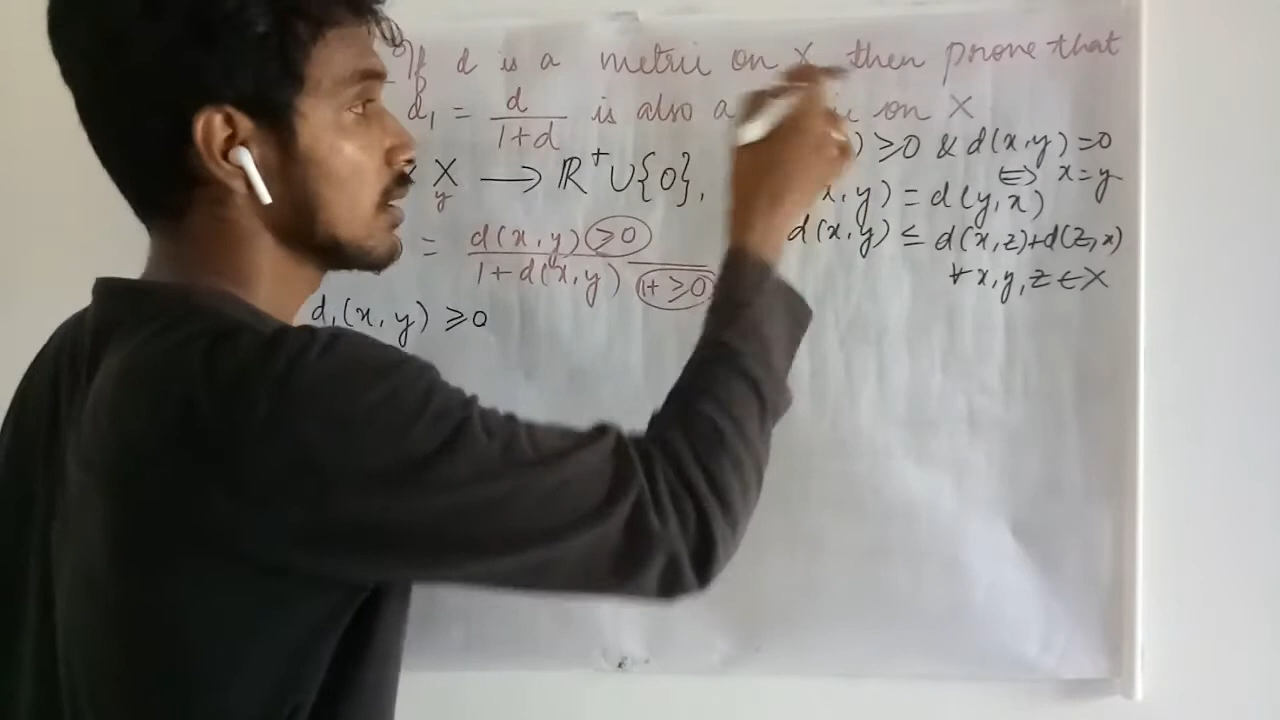 If d is a metric on X then prove that
d₁ = d/(1+d) is also a on X
) ≥0 & d(x,y)=0
⇔ x=y
X → R⁺∪{0},
y
x,y) = d(y,x)
d(x,y) ≤ d(x,z)+d(z,x)
∀ x,y,z ∈ X
= d(x,y) ≥0 / 1+d(x,y) 1+ ≥0
d₁(x,y) ≥0